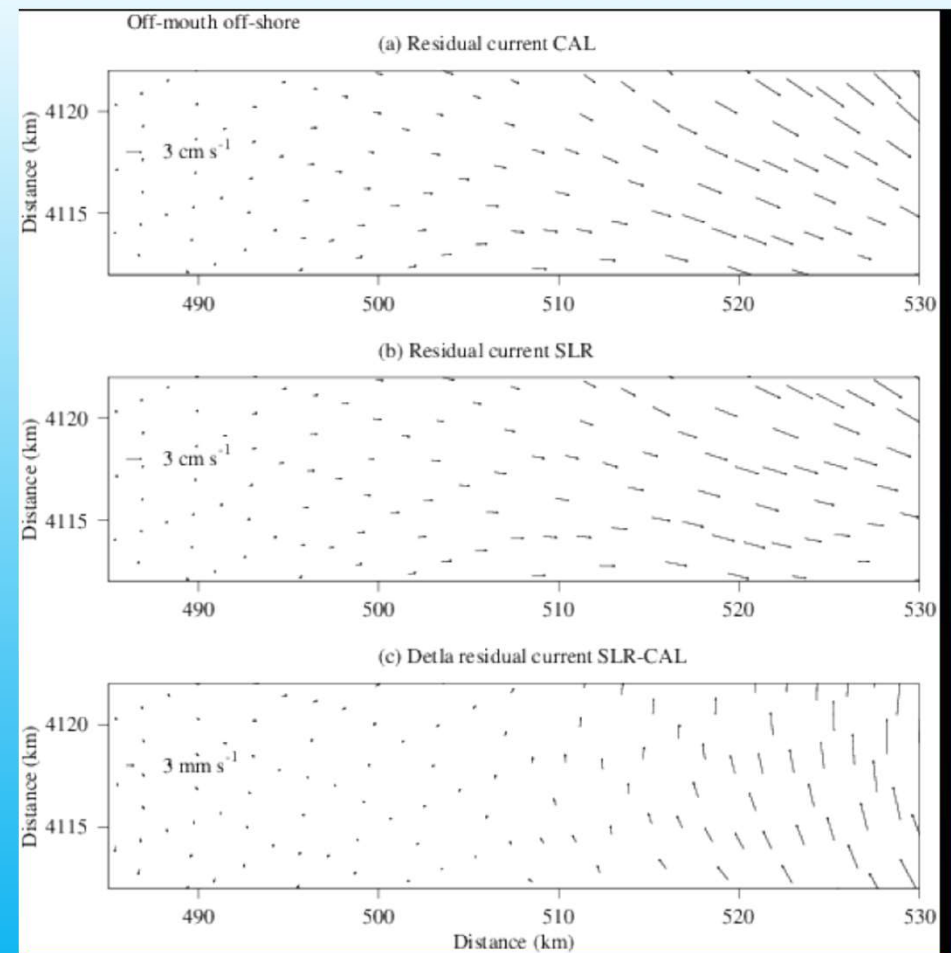 Off-mouth off-shore
(a) Residual current CAL
Distance (km)
4120
4115
3 cm s-1
490 500 510 520 530
(b) Residual current SLR
Distance (km)
4120
4115
3 cm s-1
490 500 510 520 530
(c) Detla residual current SLR-CAL
Distance (km)
4120
4115
3 mm s-1
490 500 510 520 530
Distance (km)